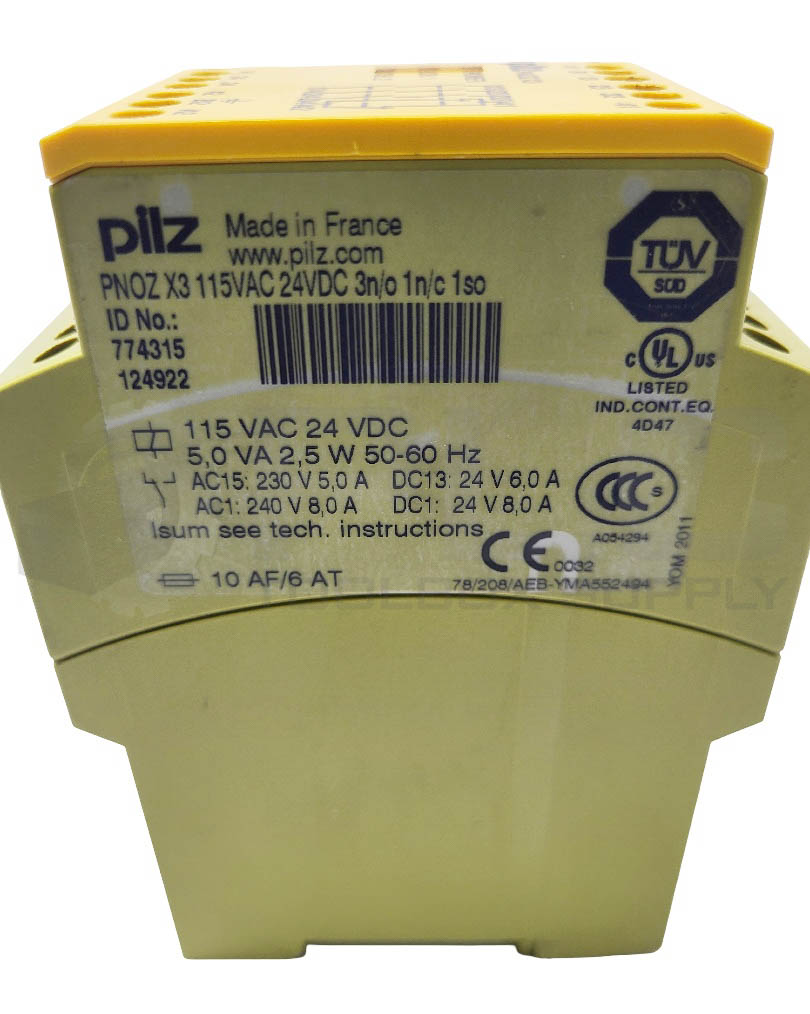 pilz
pilz Made in France
www.pilz.com
PNOZ X3 115VAC 24VDC 3n/o 1n/c 1so
ID No.:
774315
124922
TÜV
SÜD
C UL US
LISTED
IND.CONT.EQ.
4D47
115 VAC 24 VDC
5,0 VA 2,5 W 50-60 Hz
AC15: 230 V 5,0 A DC13: 24 V 6,0 A
AC1: 240 V 8,0 A DC1: 24 V 8,0 A
Isum see tech. instructions
CCC S
A054294
CE 0032
10 AF/6 AT
78/208/AEB-YMA552494
YOM 2011
SUPPLY